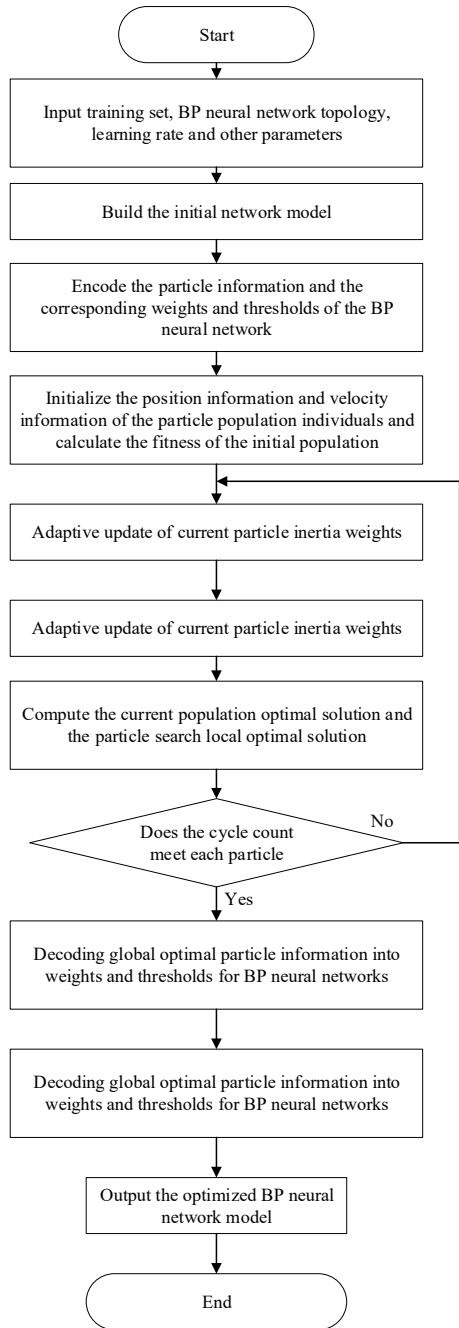 Start
Input training set, BP neural network topology,
learning rate and other parameters
Build the initial network model
Encode the particle information and the
corresponding weights and thresholds of the BP
neural network
Initialize the position information and velocity
information of the particle population individuals and
calculate the fitness of the initial population
Adaptive update of current particle inertia weights
Adaptive update of current particle inertia weights
Compute the current population optimal solution and
the particle search local optimal solution
No
Does the cycle count
meet each particle
Yes
Decoding global optimal particle information into
weights and thresholds for BP neural networks
Decoding global optimal particle information into
weights and thresholds for BP neural networks
Output the optimized BP neural
network model
End